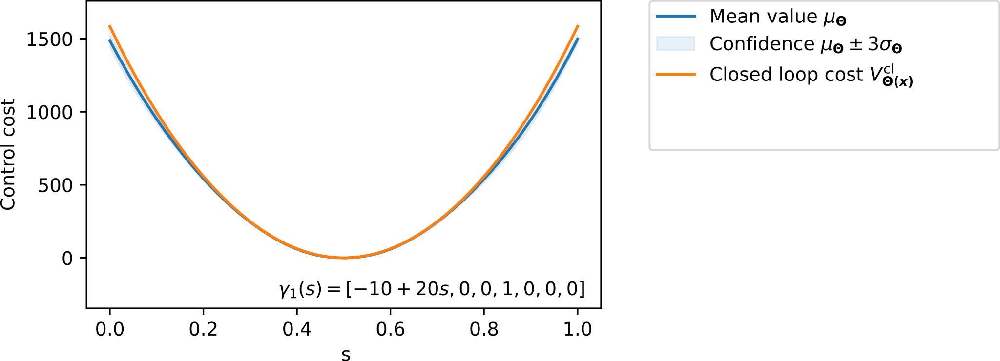 Mean value μ_Θ
Confidence μ_Θ ± 3σ_Θ
Closed loop cost V^cl_Θ(x)
Control cost
1500
1000
500
0
γ₁(s) = [−10 + 20s, 0, 0, 1, 0, 0, 0]
0.0 0.2 0.4 0.6 0.8 1.0
s